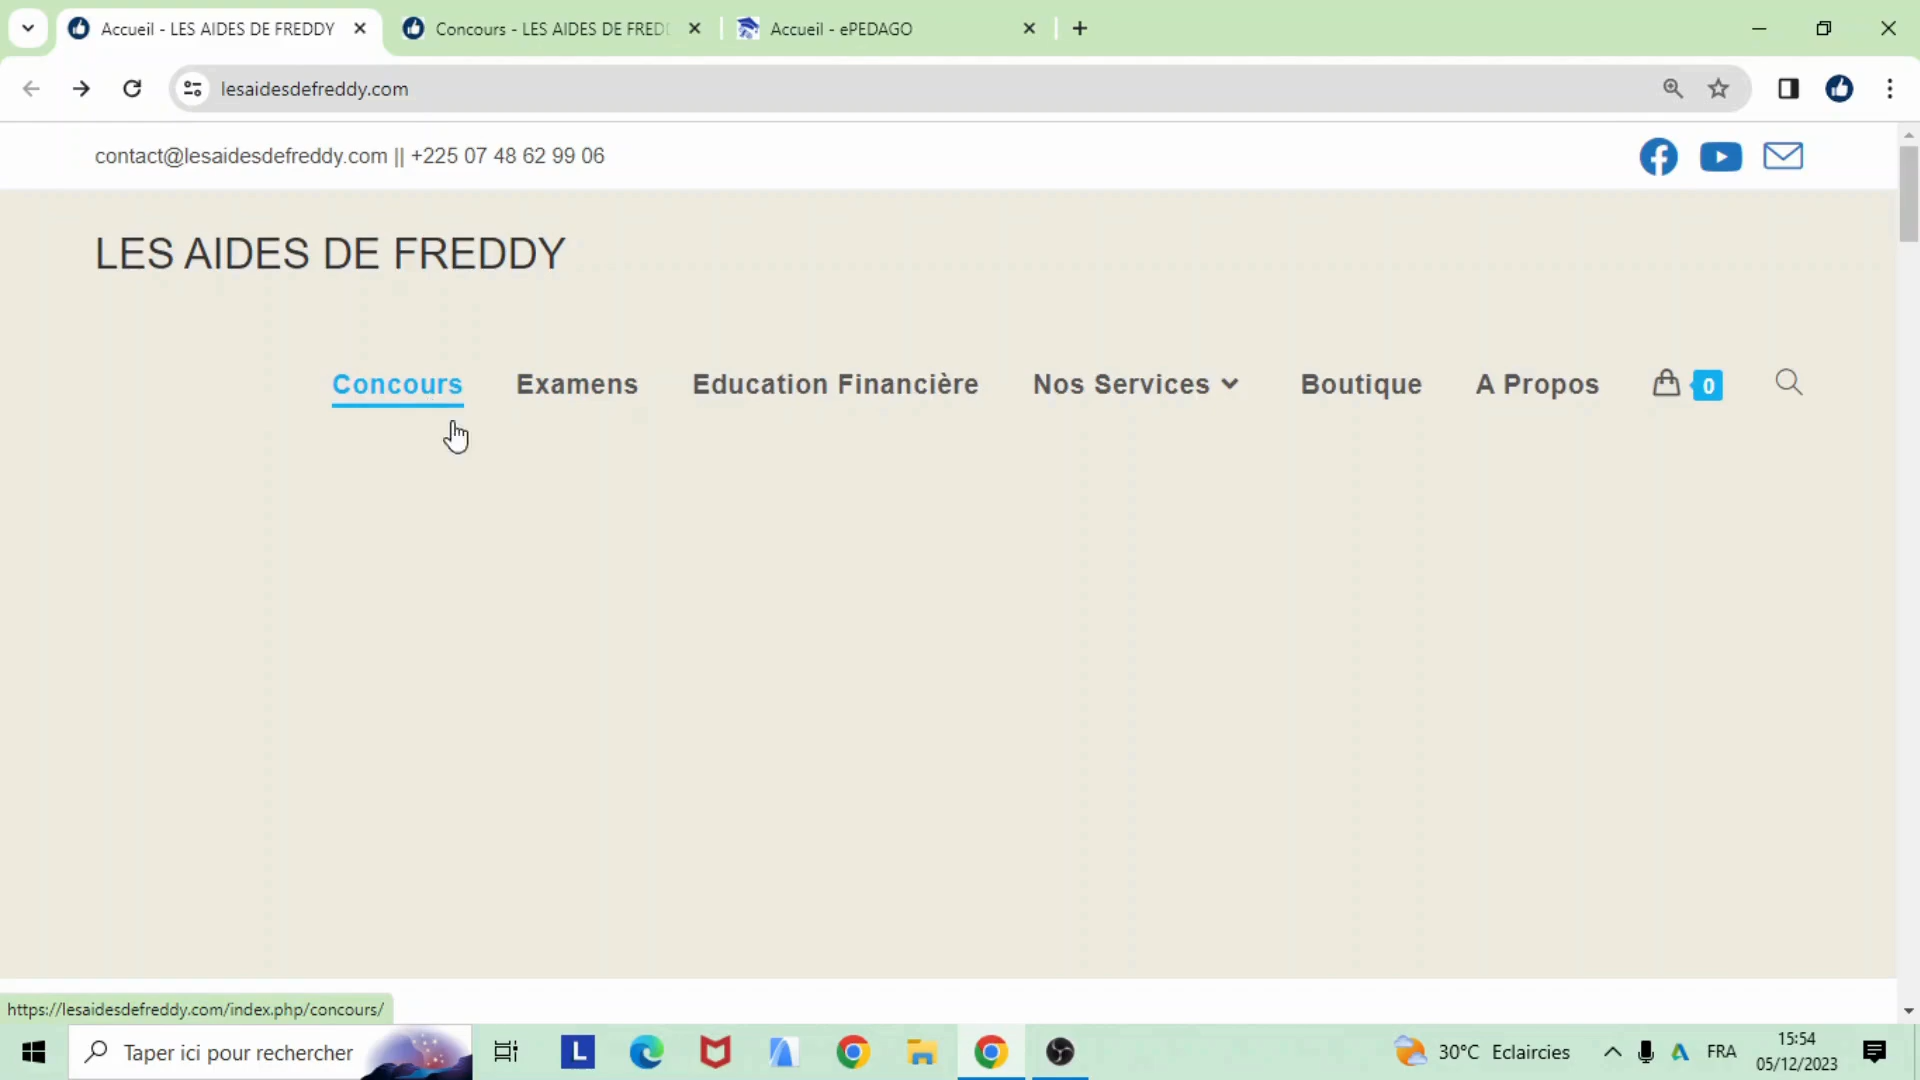 Accueil - LES AIDES DE FREDDY
Concours - LES AIDES DE FRED
Accueil - ePEDAGO
lesaidesdefreddy.com
contact@lesaidesdefreddy.com || +225 07 48 62 99 06
LES AIDES DE FREDDY
Concours Examens Education Financière Nos Services Boutique A Propos 0
https://lesaidesdefreddy.com/index.php/concours/
Taper ici pour rechercher
L
30°C Eclaircies
FRA
15:54
05/12/2023